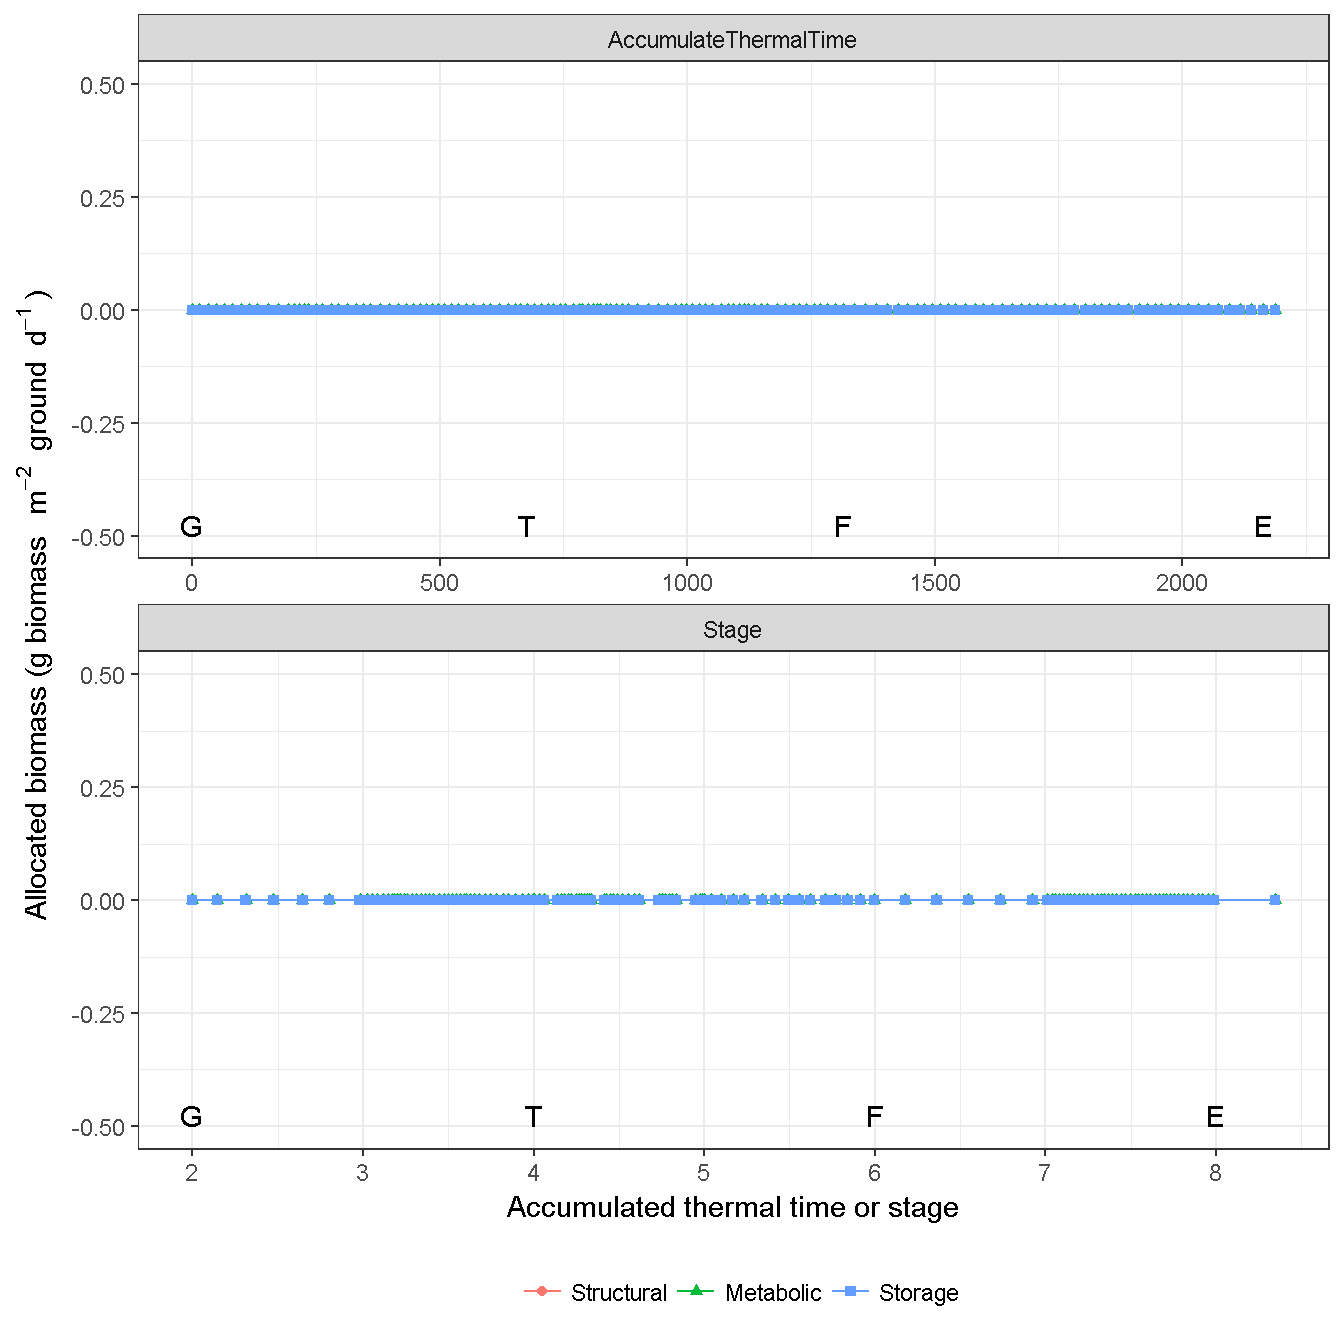 AccumulateThermalTime
0.50
0.25
0.00
-0.25
-0.50
G T F E
0 500 1000 1500 2000
Stage
0.50
0.25
0.00
-0.25
-0.50
G T F E
2 3 4 5 6 7 8
Allocated biomass (g biomass m⁻² ground d⁻¹)
Accumulated thermal time or stage
Structural Metabolic Storage